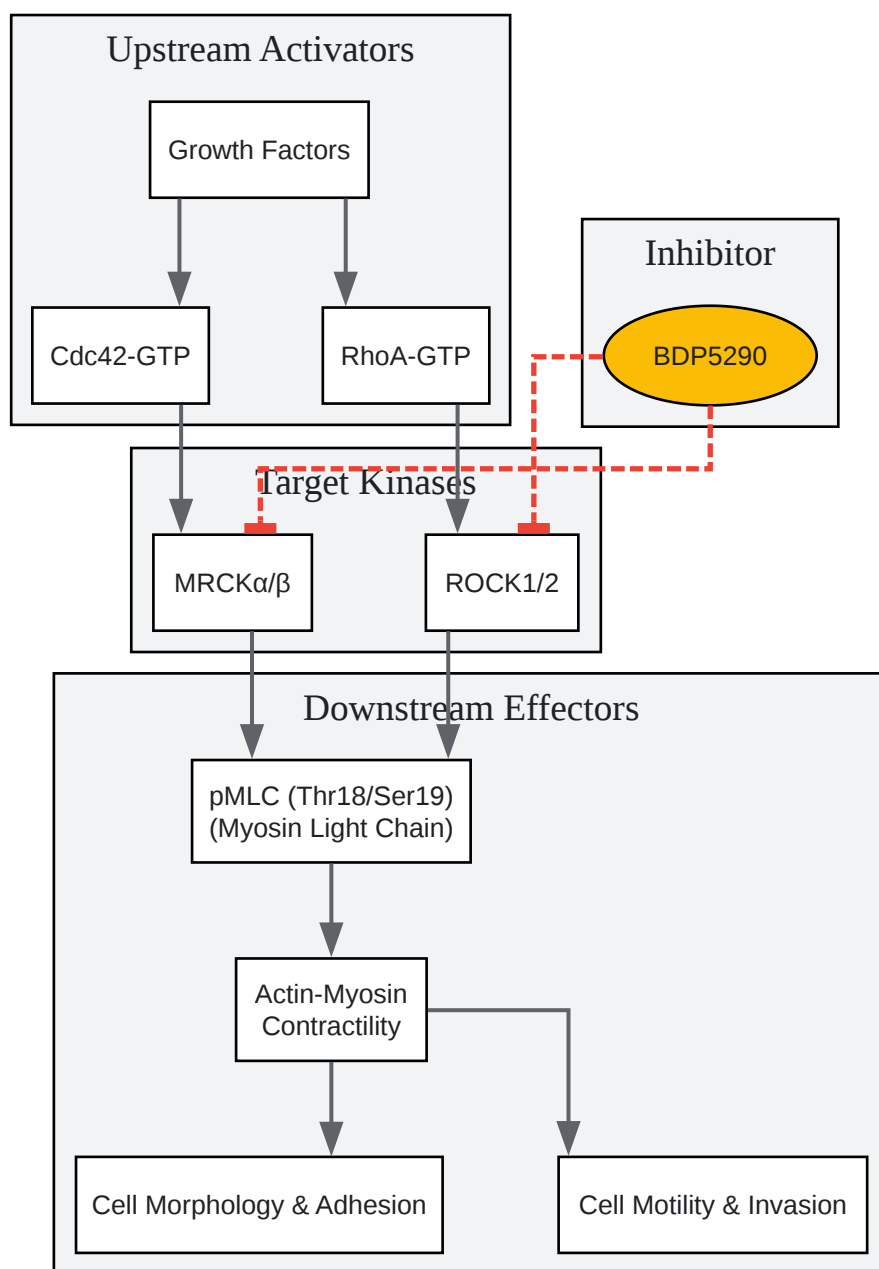 Upstream Activators
Growth Factors
Inhibitor
Cdc42-GTP
RhoA-GTP
BDP5290
Target Kinases
MRCKα/β
ROCK1/2
Downstream Effectors
pMLC (Thr18/Ser19)
(Myosin Light Chain)
Actin-Myosin
Contractility
Cell Morphology & Adhesion
Cell Motility & Invasion